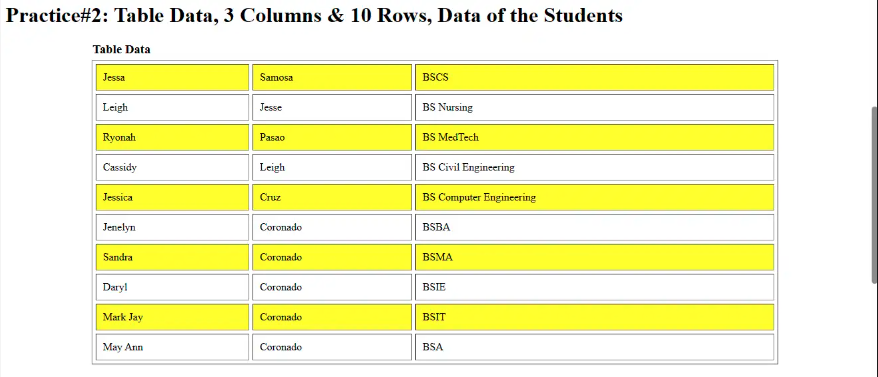 Practice#2: Table Data, 3 Columns & 10 Rows, Data of the Students
Table Data
Jessa Samosa BSCS
Leigh Jesse BS Nursing
Ryonah Pasao BS MedTech
Cassidy Leigh BS Civil Engineering
Jessica Cruz BS Computer Engineering
Jenelyn Coronado BSBA
Sandra Coronado BSMA
Daryl Coronado BSIE
Mark Jay Coronado BSIT
May Ann Coronado BSA